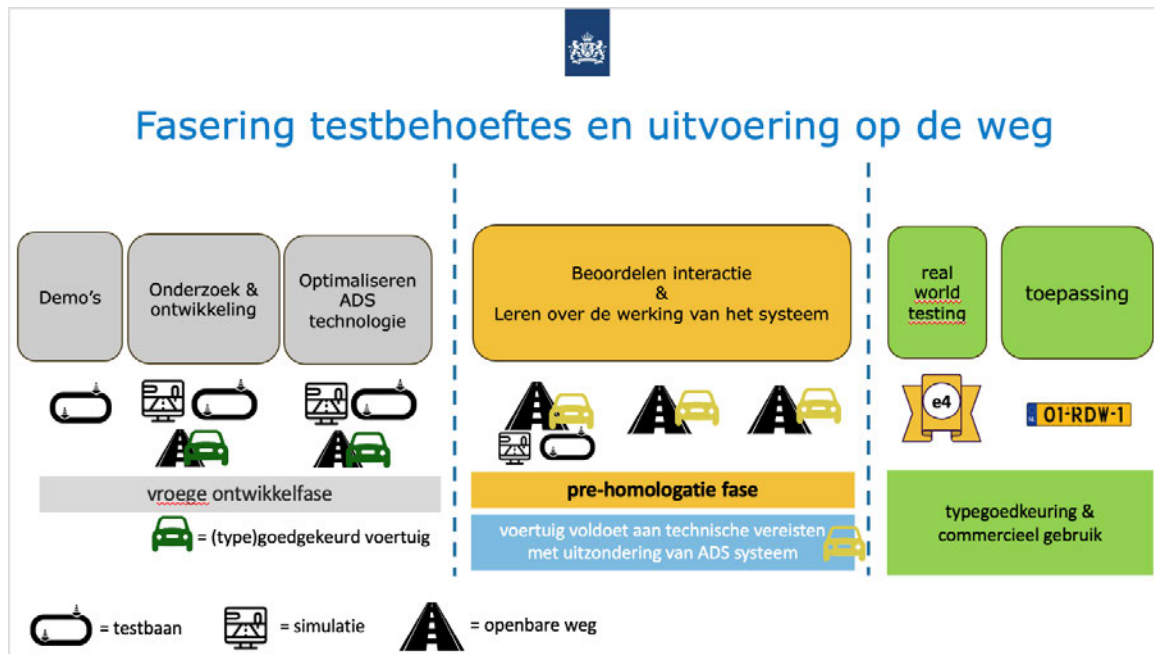 Fasering testbehoeftes en uitvoering op de weg
Demo's
Onderzoek &
ontwikkeling
Optimaliseren
ADS
technologie
Beoordelen interactie
&
Leren over de werking van het systeem
real
world
testing
toepassing
e4
01-RDW-1
vroege ontwikkelfase
= (type)goedgekeurd voertuig
pre-homologatie fase
voertuig voldoet aan technische vereisten
met uitzondering van ADS systeem
typegoedkeuring &
commercieel gebruik
= testbaan
= simulatie
= openbare weg